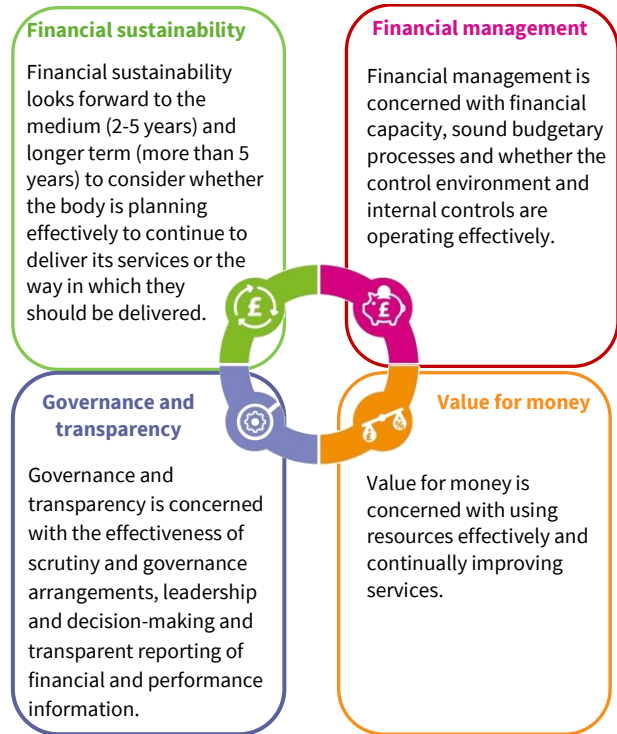 Financial sustainability
Financial sustainability
looks forward to the
medium (2-5 years) and
longer term (more than 5
years) to consider whether
the body is planning
effectively to continue to
deliver its services or the
way in which they
should be delivered.
Financial management
Financial management is
concerned with financial
capacity, sound budgetary
processes and whether the
control environment and
internal controls are
operating effectively.
£
£
Governance and
transparency
Governance and
transparency is concerned
with the effectiveness of
scrutiny and governance
arrangements, leadership
and decision-making and
transparent reporting of
financial and performance
information.
£
%
Value for money
Value for money is
concerned with using
resources effectively and
continually improving
services.